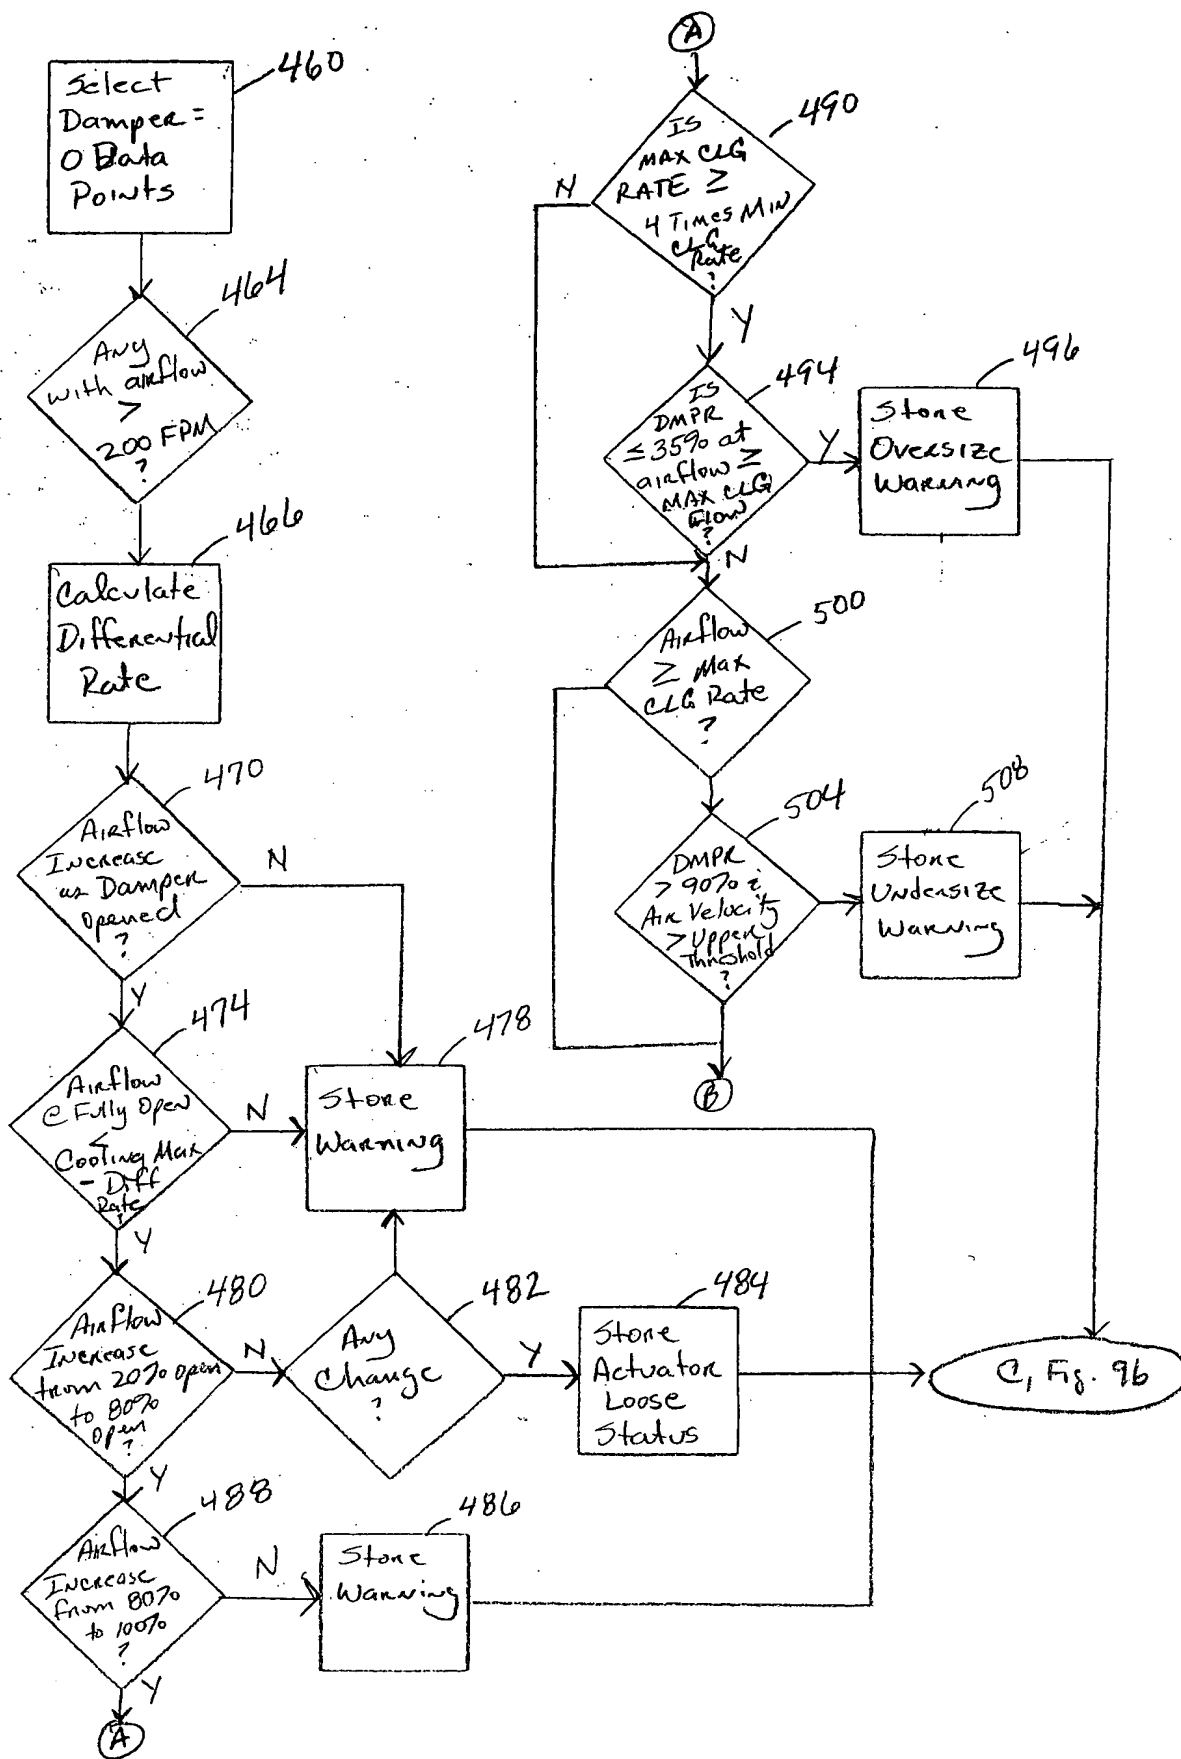 460
Select
Damper =
0 Data
Points
464
Any
with airflow
>
200 FPM
?
466
Calculate
Differential
Rate
470
Airflow
Increase
as Damper
opened
?
N
Y
474
Airflow
@ Fully Open
<
Cooling Max
- Diff
Rate
?
N
Y
478
Store
Warning
480
Airflow
Increase
from 20% open
to 80%
open
?
N
Y
482
Any
Change
?
Y
484
Store
Actuator
Loose
Status
488
Airflow
Increase
from 80%
to 100%
?
N
Y
486
Store
Warning
A
A
490
IS
MAX CLG
RATE ≥
4 Times MIN
CLG
Rate
?
N
Y
494
IS
DMPR
≤ 35% at
airflow ≥
MAX CLG
Flow
?
Y
N
496
Store
Oversize
Warning
500
Airflow
≥ Max
CLG Rate
?
504
DMPR
> 90% &
Air Velocity
> Upper
Threshold
?
508
Store
Undersize
Warning
B
C, Fig. 9b